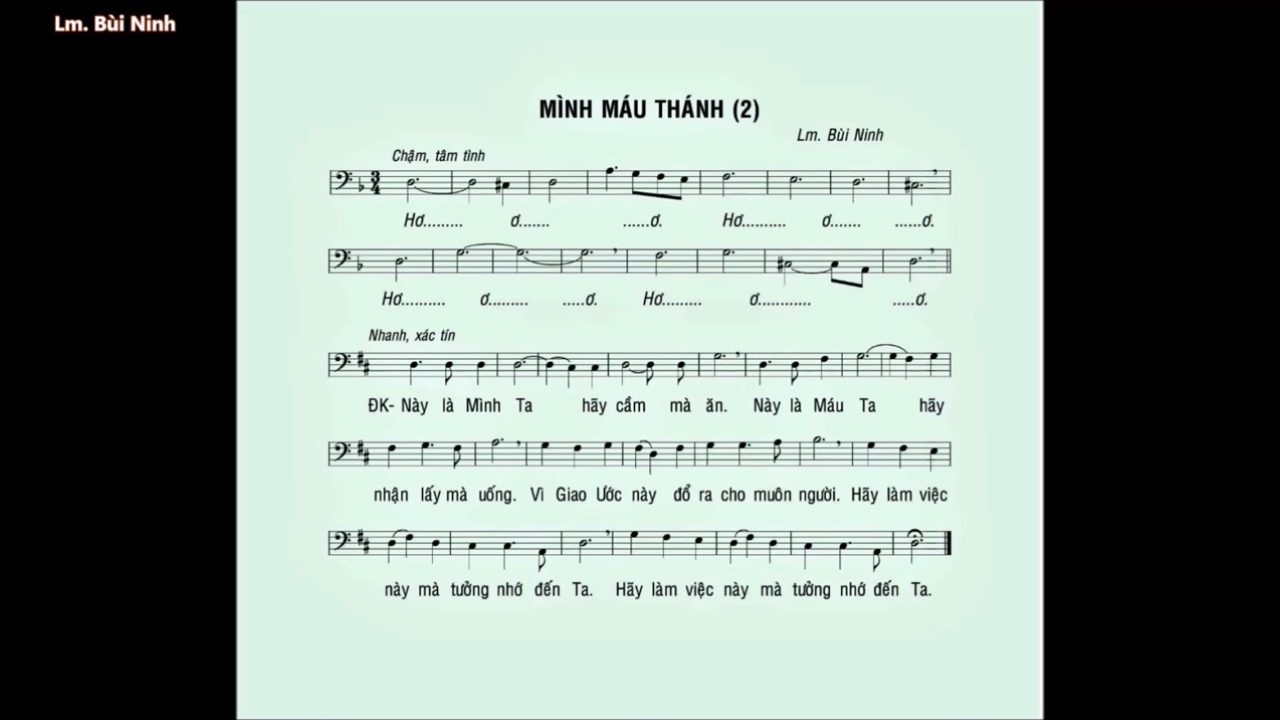 Lm. Bùi Ninh
MÌNH MÁU THÁNH (2)
Lm. Bùi Ninh
Chậm, tâm tình
3
4
Hơ......... ơ....... ......ơ. Hơ.......... ơ....... ......ơ.
Hơ.......... ơ........ .....ơ. Hơ........ ơ............ .....ơ.
Nhanh, xác tín
ĐK- Này là Mình Ta hãy cầm mà ăn. Này là Máu Ta hãy
nhận lấy mà uống. Vì Giao Ước này đổ ra cho muôn người. Hãy làm việc
này mà tưởng nhớ đến Ta. Hãy làm việc này mà tưởng nhớ đến Ta.